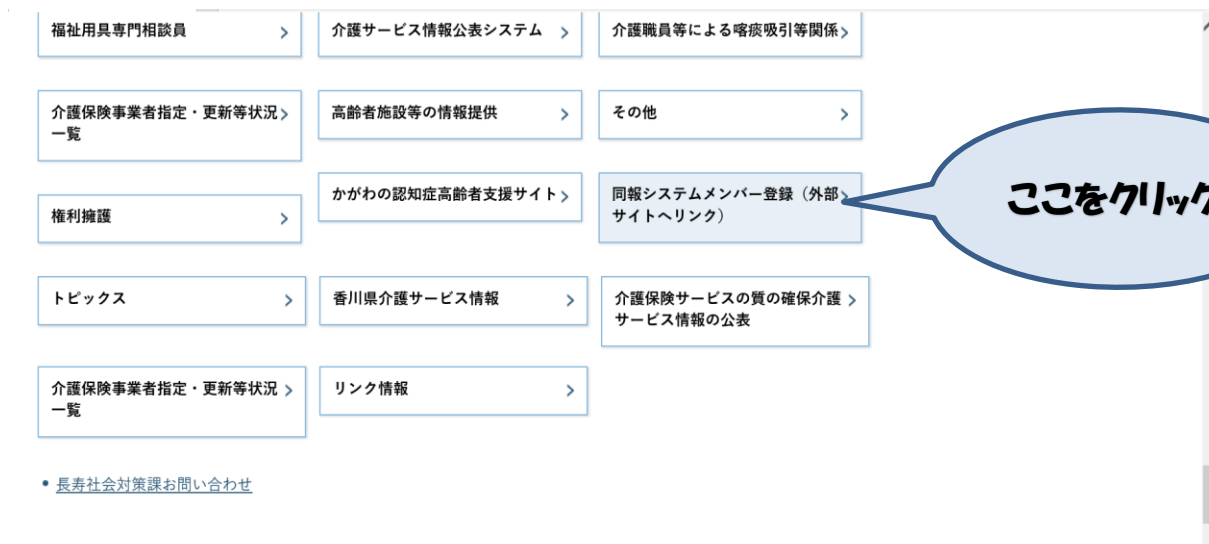 福祉用具専門相談員
介護サービス情報公表システム
介護職員等による喀痰吸引等関係
介護保険事業者指定・更新等状況
一覧
高齢者施設等の情報提供
その他
権利擁護
かがわの認知症高齢者支援サイト
同報システムメンバー登録（外部
サイトへリンク）
ここをクリック
トピックス
香川県介護サービス情報
介護保険サービスの質の確保介護
サービス情報の公表
介護保険事業者指定・更新等状況
一覧
リンク情報
長寿社会対策課お問い合わせ